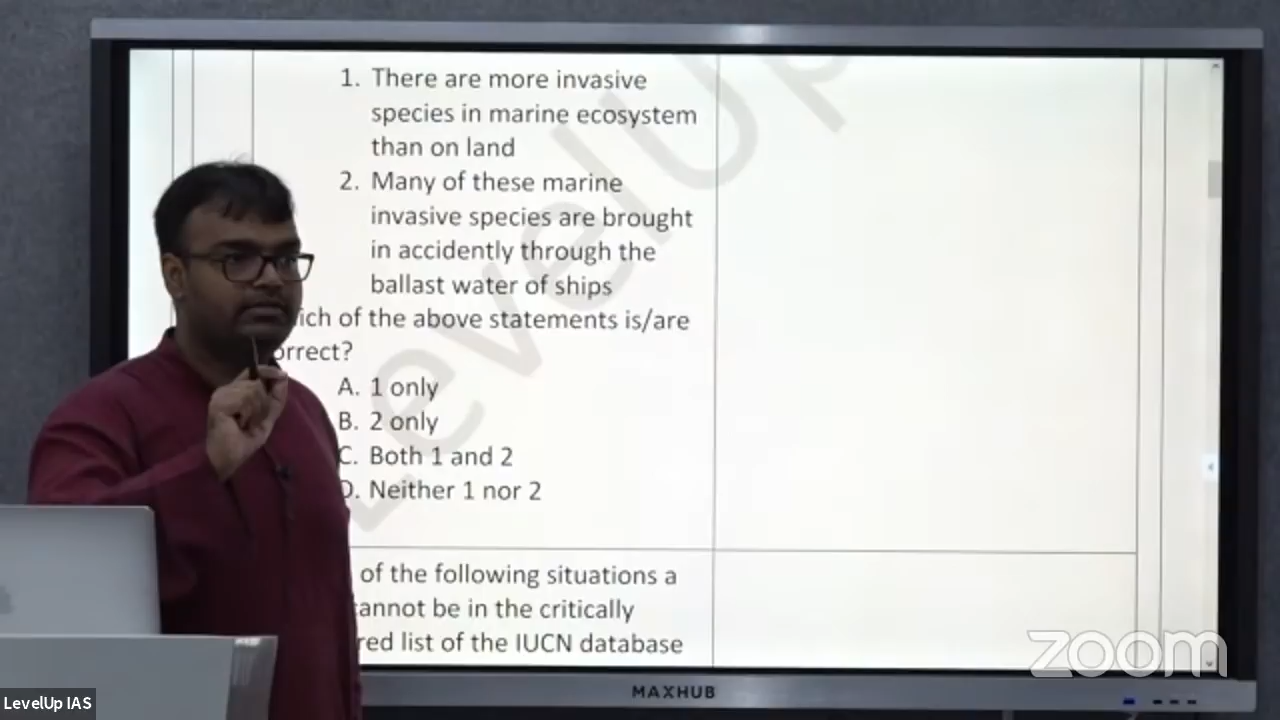 1. There are more invasive
species in marine ecosystem
than on land
2. Many of these marine
invasive species are brought
in accidently through the
ballast water of ships
ich of the above statements is/are
orrect?
A. 1 only
B. 2 only
C. Both 1 and 2
D. Neither 1 nor 2
of the following situations a
cannot be in the critically
red list of the IUCN database
LevelUp
zoom
MAXHUB
LevelUp IAS